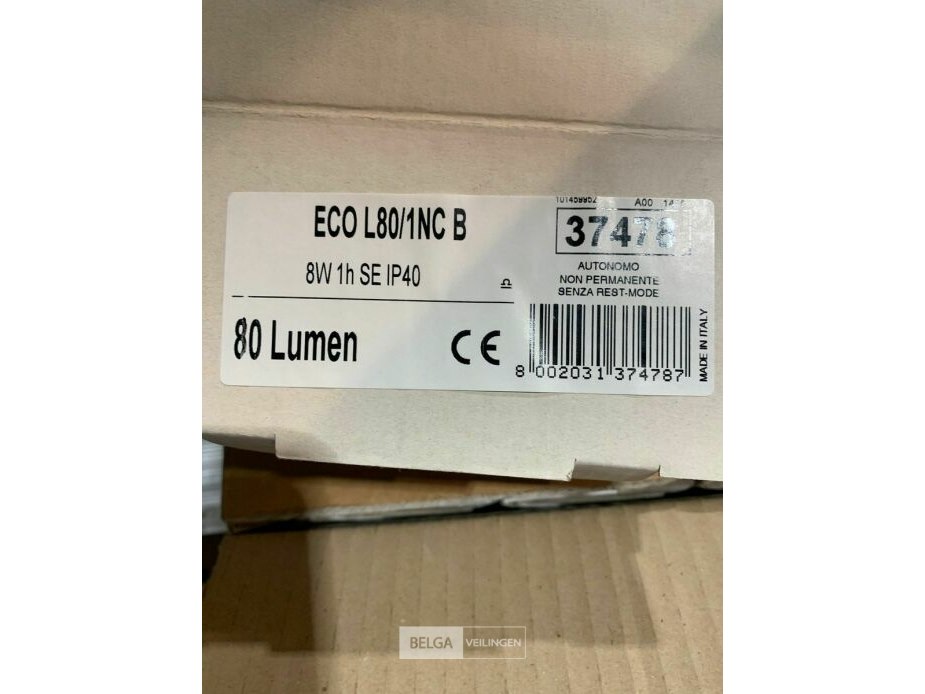 ECO L80/1NC B
8W 1h SE IP40
80 Lumen
CE
A00
37478
AUTONOMO
NON PERMANENTE
SENZA REST-MODE
8 002031 374787
MADE IN ITALY
BELGA VEILINGEN